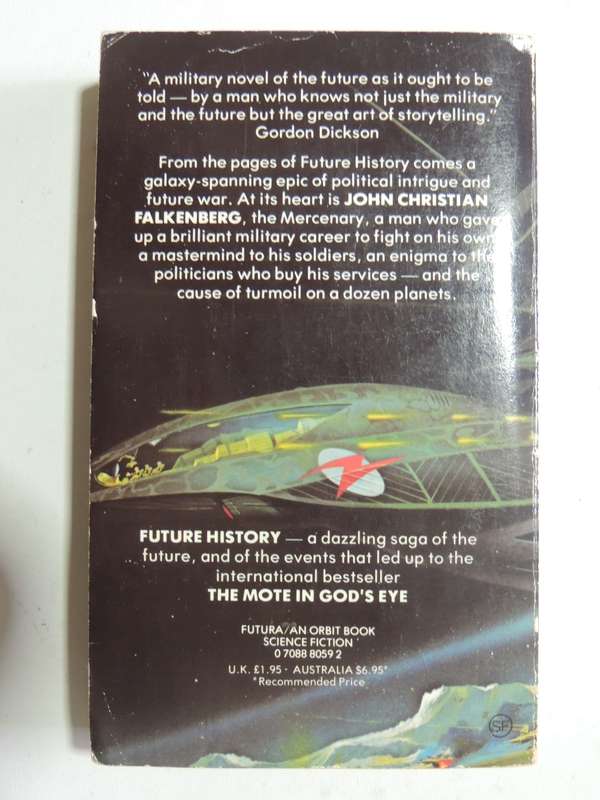 "A military novel of the future as it ought to be
told — by a man who knows not just the military
and the future but the great art of storytelling."
Gordon Dickson
From the pages of Future History comes a
galaxy-spanning epic of political intrigue and
future war. At its heart is JOHN CHRISTIAN
FALKENBERG, the Mercenary, a man who gave
up a brilliant military career to fight on his own
a mastermind to his soldiers, an enigma to the
politicians who buy his services — and the
cause of turmoil on a dozen planets.
FUTURE HISTORY — a dazzling saga of the
future, and of the events that led up to the
international bestseller
THE MOTE IN GOD'S EYE
FUTURA/AN ORBIT BOOK
SCIENCE FICTION
0 7088 8059 2
U.K. £1.95 · AUSTRALIA $6.95*
*Recommended Price
SF